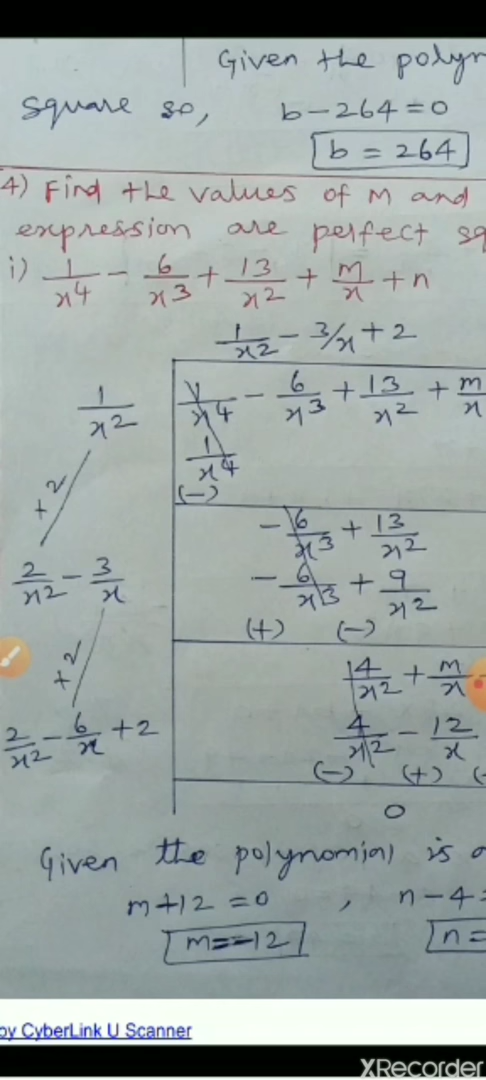 Given the polyn
square so, b-264=0
b = 264
4) Find the values of m and
expression are perfect sq
i) 1/x4 - 6/x3 + 13/x2 + m/x + n
1/x2 - 3/x + 2
1/x2
1/x4 - 6/x3 + 13/x2 + m/x
1/x4
(-)
+2
- 6/x3 + 13/x2
2/x2 - 3/x
- 6/x3 + 9/x2
(+) (-)
+2
4/x2 + m/x
2/x2 - 6/x + 2
4/x2 - 12/x
(-) (+) (
0
Given the polynomial is a
m+12 =0 , n-4=
m=-12 n=
by CyberLink U Scanner
XRecorder